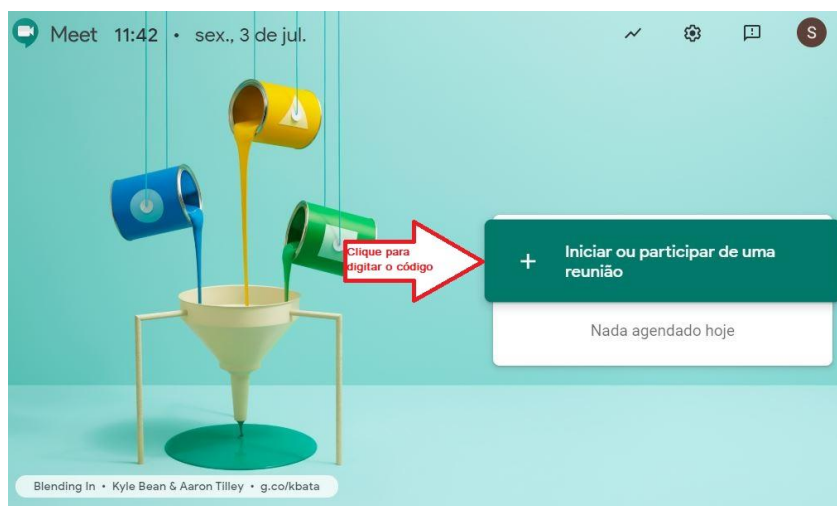 Meet 11:42 • sex., 3 de jul.
S
Clique para
digitar o código
+ Iniciar ou participar de uma
reunião
Nada agendado hoje
Blending In • Kyle Bean & Aaron Tilley • g.co/kbata